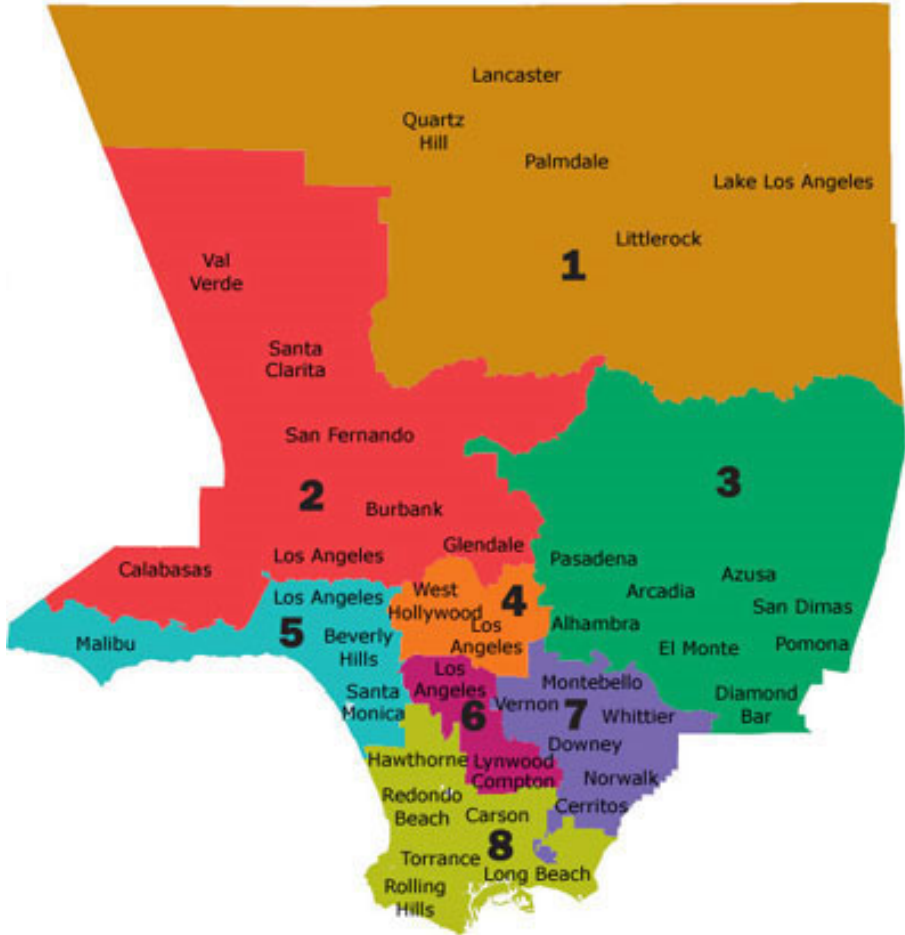 Lancaster
Quartz
Hill
Palmdale
Lake Los Angeles
Littlerock
1
Val
Verde
Santa
Clarita
San Fernando
2
Burbank
Glendale
Los Angeles
Calabasas
3
Pasadena
Azusa
Arcadia
San Dimas
Alhambra
El Monte
Pomona
Diamond
Bar
West
Hollywood
4
Los
Angeles
Los Angeles
5
Beverly
Hills
Malibu
Santa
Monica
Los
Angeles
6
Lynwood
Compton
Montebello
Vernon
7
Whittier
Downey
Norwalk
Cerritos
Hawthorne
Redondo
Beach
Carson
8
Torrance
Long Beach
Rolling
Hills